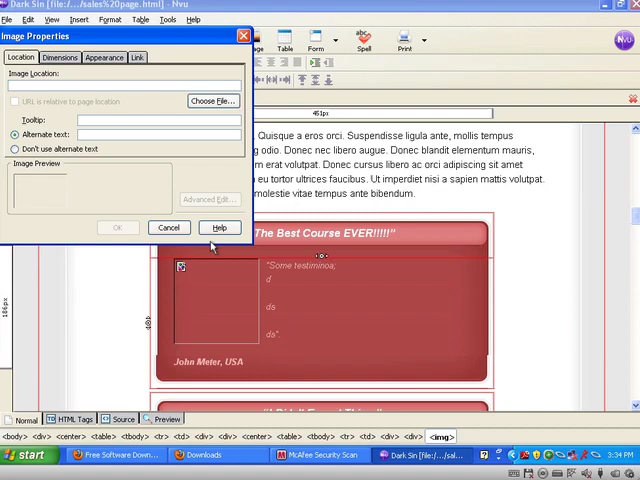 Dark Sin [file:/.../sales%20page.html] - Nvu
Edit View Insert Format Table Tools Help
Image Properties
Table Form Spell Print
Nvu
Location Dimensions Appearance Link
Image Location:
URL is relative to page location
Choose File...
Tooltip:
Alternate text:
Don't use alternate text
Image Preview
Advanced Edit...
OK Cancel Help
451px
. Quisque a eros orci. Suspendisse ligula ante, mollis tempus
g odio. Donec nec libero augue. Donec blandit elementum mauris,
m erat volutpat. Donec cursus libero ac orci adipiscing sit amet
eu tortor ultrices faucibus. Ut imperdiet nisi a sapien mattis volutpat.
molestie vitae tempus ante bibendum.
The Best Course EVER!!!!!"
186px
"Some testiminoa;
d
ds
ds".
John Meter, USA
Normal HTML Tags Source Preview
<body> <div> <center> <table> <tbody> <tr> <td> <div> <div> <center> <table> <tbody> <tr> <td> <div> <img>
start Free Software Down... Downloads McAfee Security Scan Dark Sin [file:/.../sal... 3:34 PM